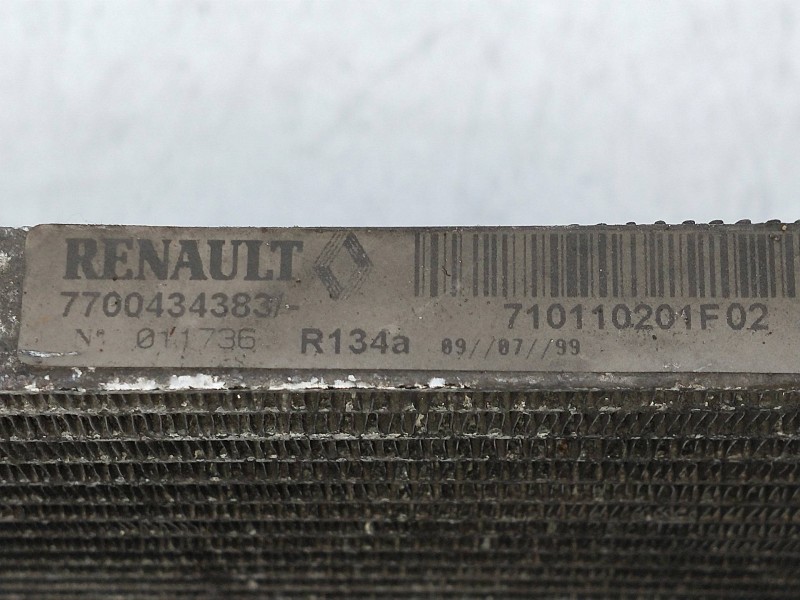 RENAULT
7700434383/-
710110201F02
N° 011736 R134a 09//07//99